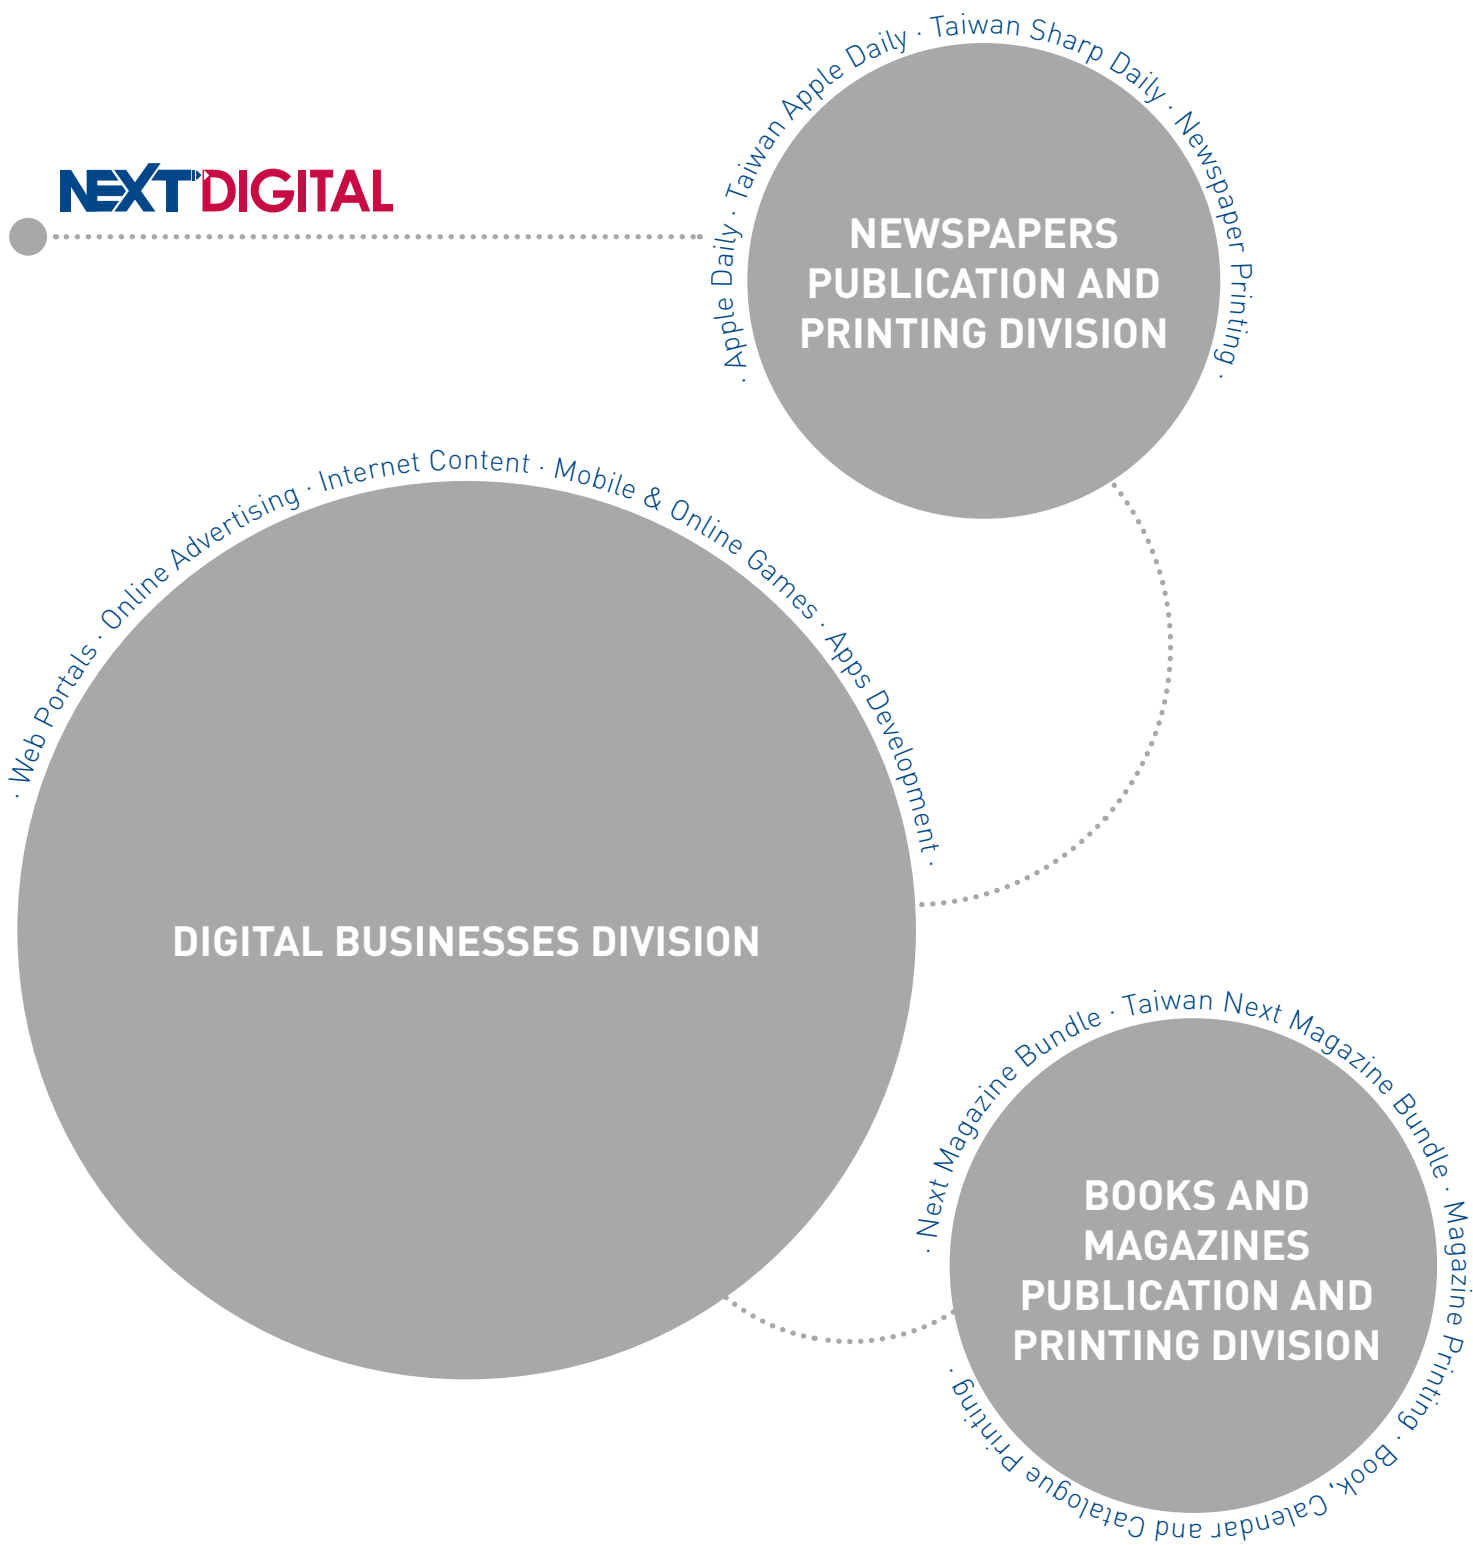 NEXT DIGITAL
· Apple Daily · Taiwan Apple Daily · Taiwan Sharp Daily · Newspaper Printing ·
NEWSPAPERS
PUBLICATION AND
PRINTING DIVISION
· Web Portals · Online Advertising · Internet Content · Mobile & Online Games · Apps Development ·
DIGITAL BUSINESSES DIVISION
· Next Magazine Bundle · Taiwan Next Magazine Bundle · Magazine Printing · Book, Calendar and Catalogue Printing ·
BOOKS AND
MAGAZINES
PUBLICATION AND
PRINTING DIVISION